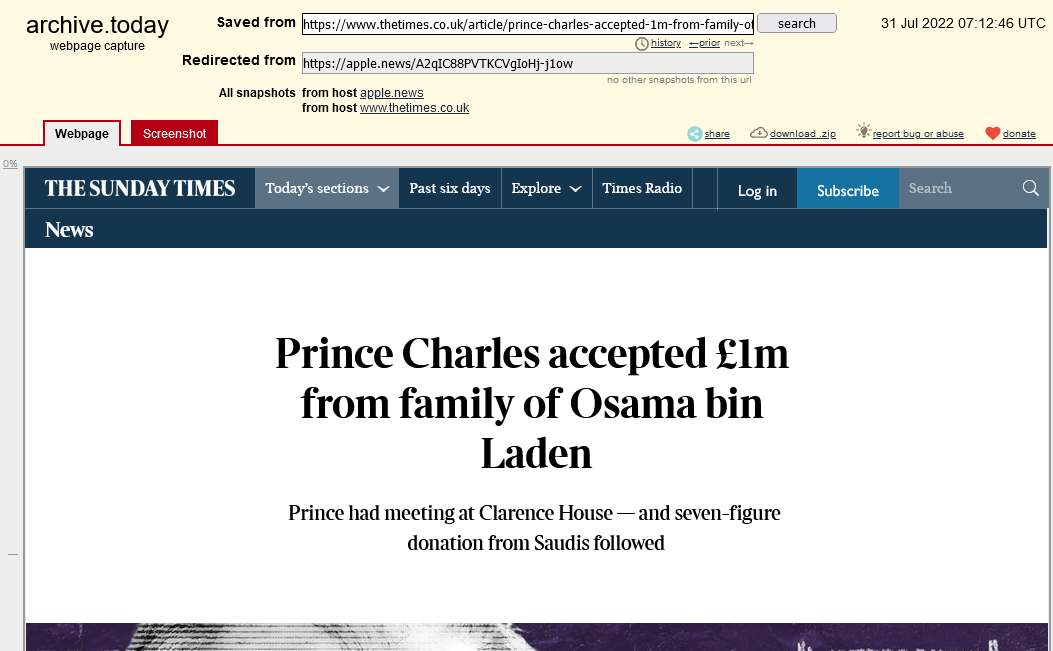 archive.today
webpage capture
Saved from https://www.thetimes.co.uk/article/prince-charles-accepted-1m-from-family-of search 31 Jul 2022 07:12:46 UTC
history ←prior next→
Redirected from https://apple.news/A2qIC88PVTKCVgIoHj-j1ow
no other snapshots from this url
All snapshots from host apple.news
from host www.thetimes.co.uk
Webpage Screenshot share download .zip report bug or abuse donate
0%
THE SUNDAY TIMES Today's sections Past six days Explore Times Radio Log in Subscribe Search
News
Prince Charles accepted £1m
from family of Osama bin
Laden
Prince had meeting at Clarence House — and seven-figure
donation from Saudis followed